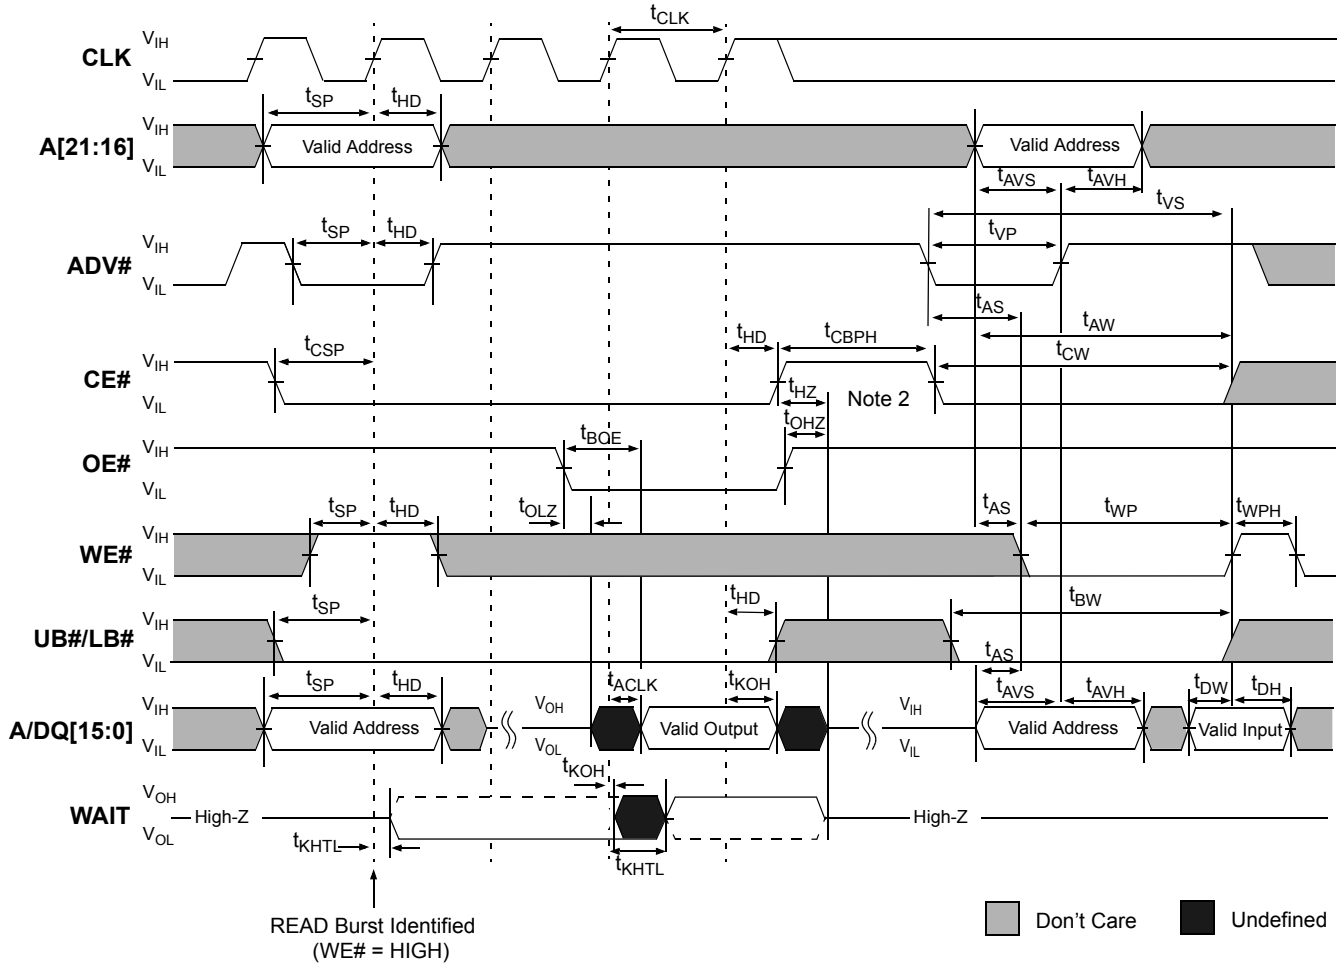 tCLK
CLK
VIH
VIL
tSP
tHD
A[21:16]
VIH
VIL
Valid Address
Valid Address
tAVS
tAVH
tVS
ADV#
VIH
VIL
tSP
tHD
tVP
tAS
tAW
tHD
tCBPH
CE#
VIH
VIL
tCSP
tCW
tHZ
Note 2
tOHZ
OE#
VIH
VIL
tBOE
tOLZ
tAS
tWP
tWPH
WE#
VIH
VIL
tSP
tHD
tSP
tHD
tBW
UB#/LB#
VIH
VIL
tAS
tSP
tHD
tACLK
tKOH
tAVS
tAVH
tDW
tDH
A/DQ[15:0]
VIH
VIL
Valid Address
VOH
VOL
Valid Output
VIH
VIL
Valid Address
Valid Input
tKOH
WAIT
VOH
VOL
High-Z
High-Z
tKHTL
tKHTL
READ Burst Identified
(WE# = HIGH)
Don't Care
Undefined